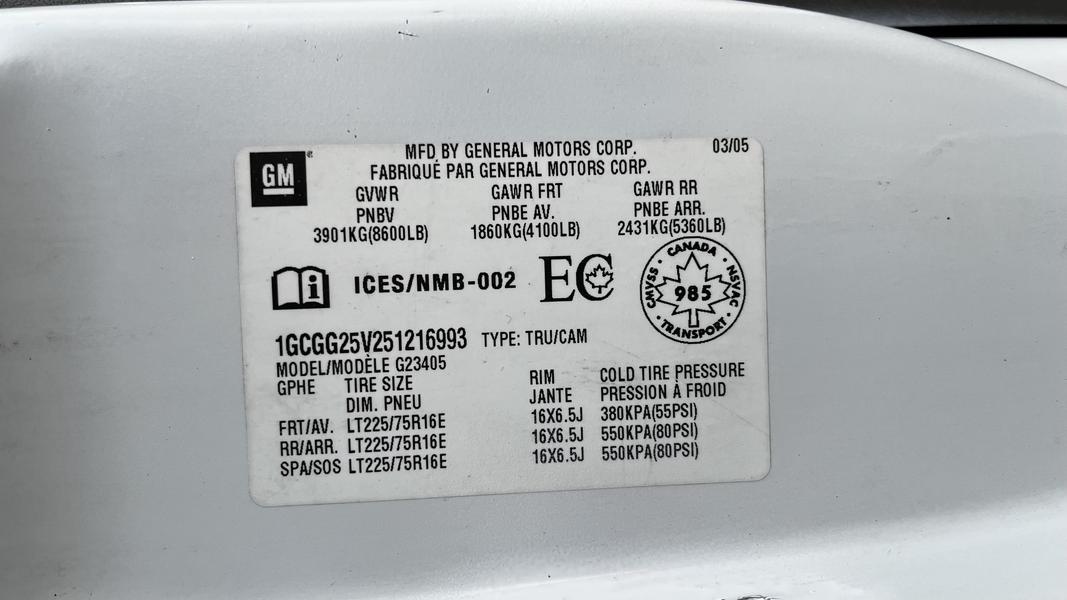 GM
MFD BY GENERAL MOTORS CORP. 03/05
FABRIQUÉ PAR GENERAL MOTORS CORP.
GVWR GAWR FRT GAWR RR
PNBV PNBE AV. PNBE ARR.
3901KG(8600LB) 1860KG(4100LB) 2431KG(5360LB)
ICES/NMB-002 EC
CANADA
CMVSS 985 NSVAC
TRANSPORT
1GCGG25V251216993 TYPE: TRU/CAM
MODEL/MODÈLE G23405
GPHE TIRE SIZE RIM COLD TIRE PRESSURE
DIM. PNEU JANTE PRESSION À FROID
FRT/AV. LT225/75R16E 16X6.5J 380KPA(55PSI)
RR/ARR. LT225/75R16E 16X6.5J 550KPA(80PSI)
SPA/SOS LT225/75R16E 16X6.5J 550KPA(80PSI)